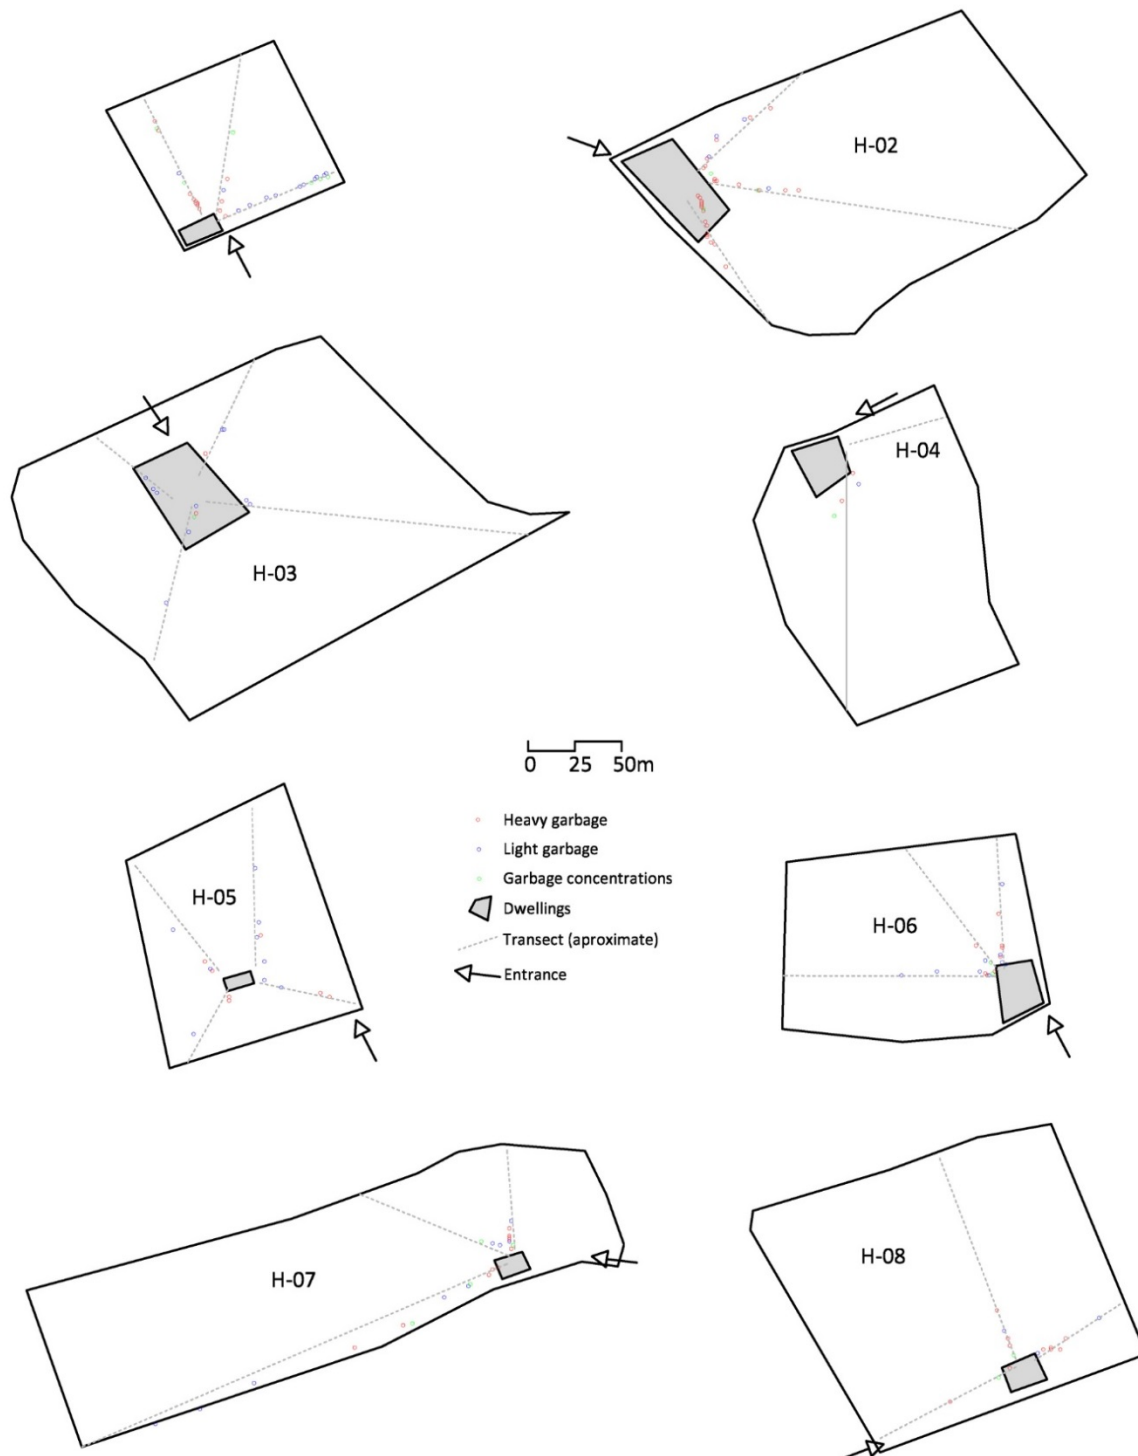 H-02
H-03
H-04
0 25 50m
Heavy garbage
Light garbage
Garbage concentrations
Dwellings
Transect (aproximate)
Entrance
H-05
H-06
H-07
H-08